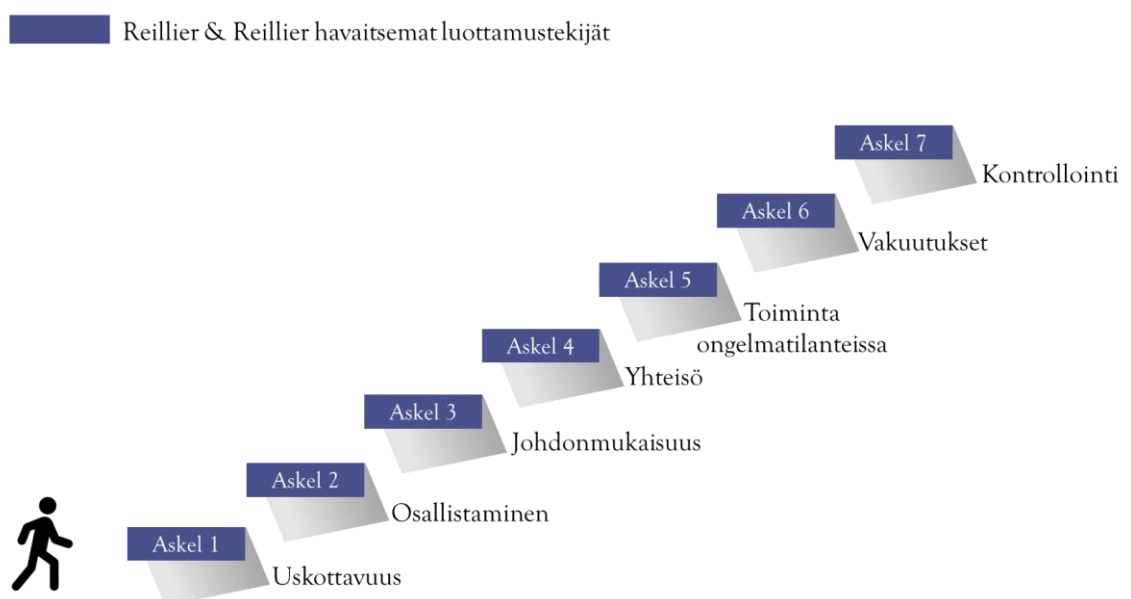 Reillier & Reillier havaitsemat luottamustekijät
Askel 7
Kontrollointi
Askel 6
Vakuutukset
Askel 5
Toiminta
ongelmatilanteissa
Askel 4
Yhteisö
Askel 3
Johdonmukaisuus
Askel 2
Osallistaminen
Askel 1
Uskottavuus